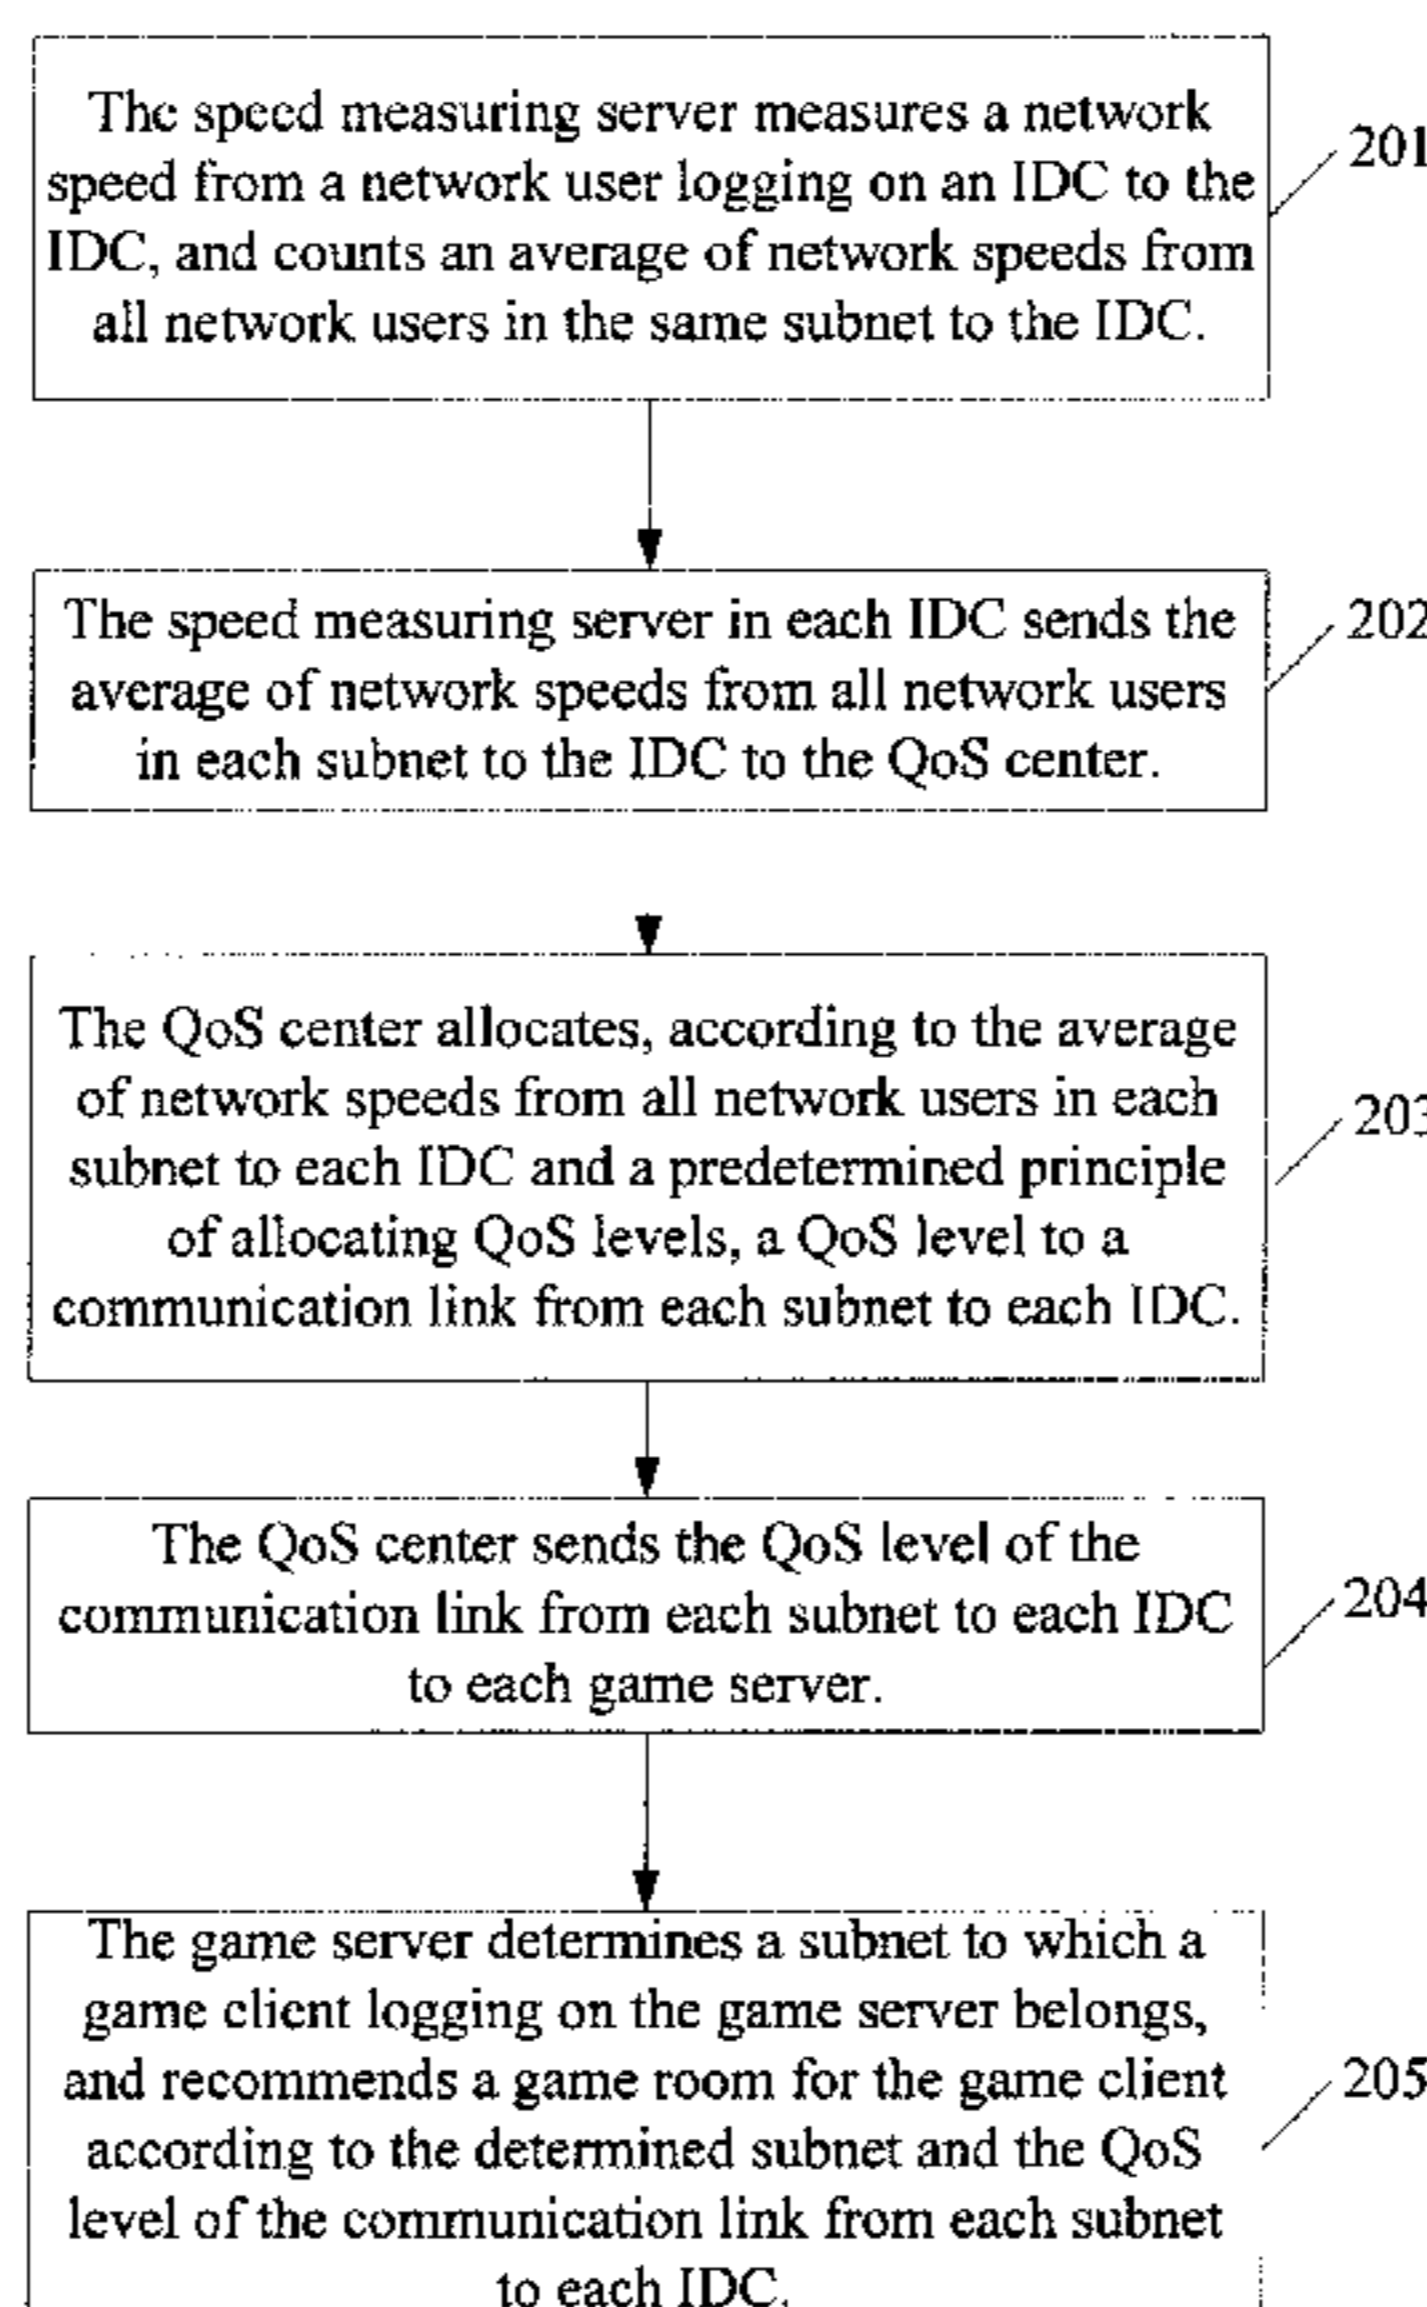 The speed measuring server measures a network
speed from a network user logging on an IDC to the
IDC, and counts an average of network speeds from
all network users in the same subnet to the IDC.
201
The speed measuring server in each IDC sends the
average of network speeds from all network users
in each subnet to the IDC to the QoS center.
202
The QoS center allocates, according to the average
of network speeds from all network users in each
subnet to each IDC and a predetermined principle
of allocating QoS levels, a QoS level to a
communication link from each subnet to each IDC.
203
The QoS center sends the QoS level of the
communication link from each subnet to each IDC
to each game server.
204
The game server determines a subnet to which a
game client logging on the game server belongs,
and recommends a game room for the game client
according to the determined subnet and the QoS
level of the communication link from each subnet
to each IDC.
205